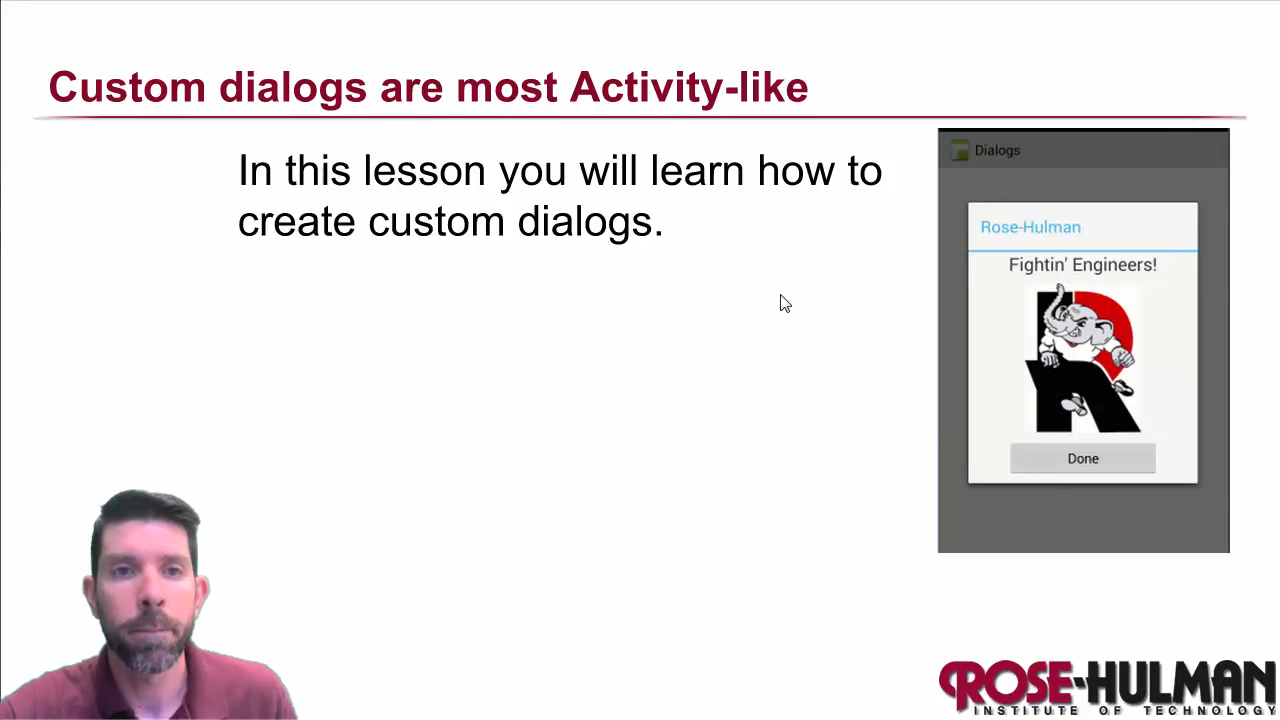 Custom dialogs are most Activity-like
In this lesson you will learn how to
create custom dialogs.
Dialogs
Rose-Hulman
Fightin' Engineers!
Done
ROSE-HULMAN
INSTITUTE OF TECHNOLOGY